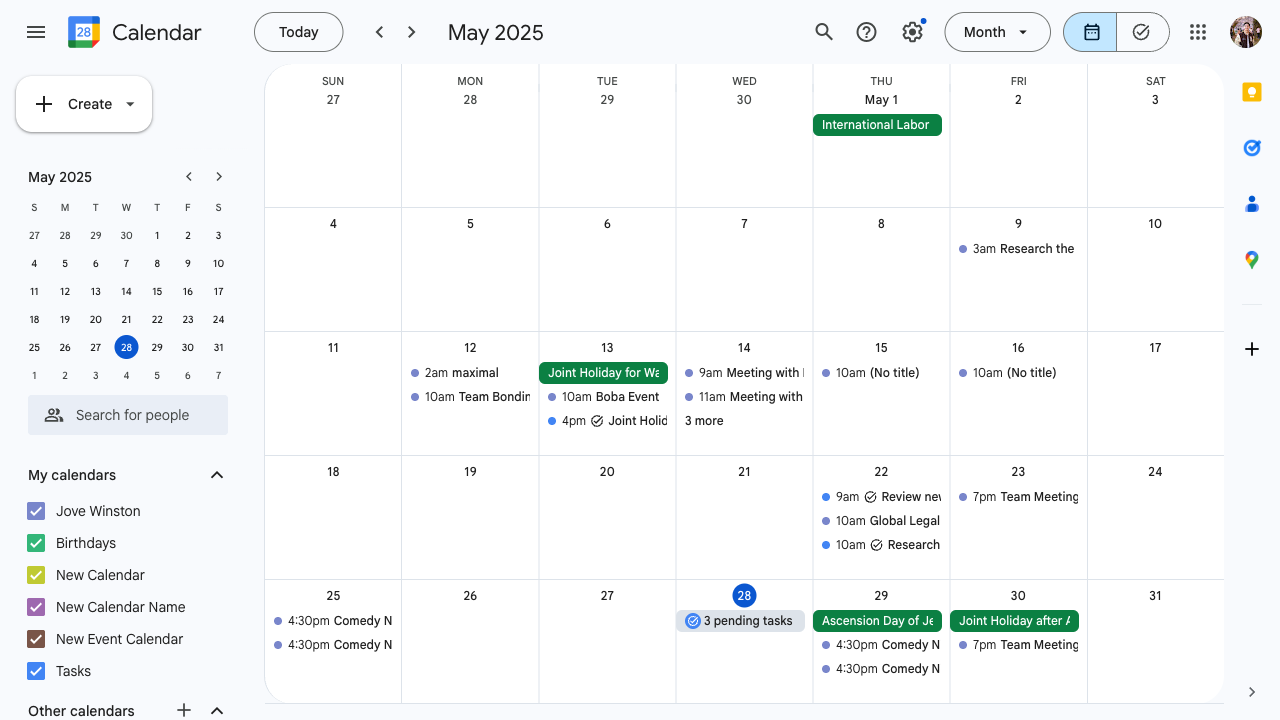 28 Calendar Today May 2025 Month
Create
May 2025
S M T W T F S
27 28 29 30 1 2 3
4 5 6 7 8 9 10
11 12 13 14 15 16 17
18 19 20 21 22 23 24
25 26 27 28 29 30 31
1 2 3 4 5 6 7
Search for people
My calendars
Jove Winston
Birthdays
New Calendar
New Calendar Name
New Event Calendar
Tasks
Other calendars
SUN MON TUE WED THU FRI SAT
27 28 29 30 May 1 2 3
International Labor
4 5 6 7 8 9 10
3am Research the
11 12 13 14 15 16 17
2am maximal Joint Holiday for Wa 9am Meeting with 10am (No title) 10am (No title)
10am Team Bondin 10am Boba Event 11am Meeting with
4pm Joint Holid 3 more
18 19 20 21 22 23 24
9am Review nev 7pm Team Meeting
10am Global Legal
10am Research
25 26 27 28 29 30 31
4:30pm Comedy N 3 pending tasks Ascension Day of Je Joint Holiday after A
4:30pm Comedy N 4:30pm Comedy N 7pm Team Meeting
4:30pm Comedy N